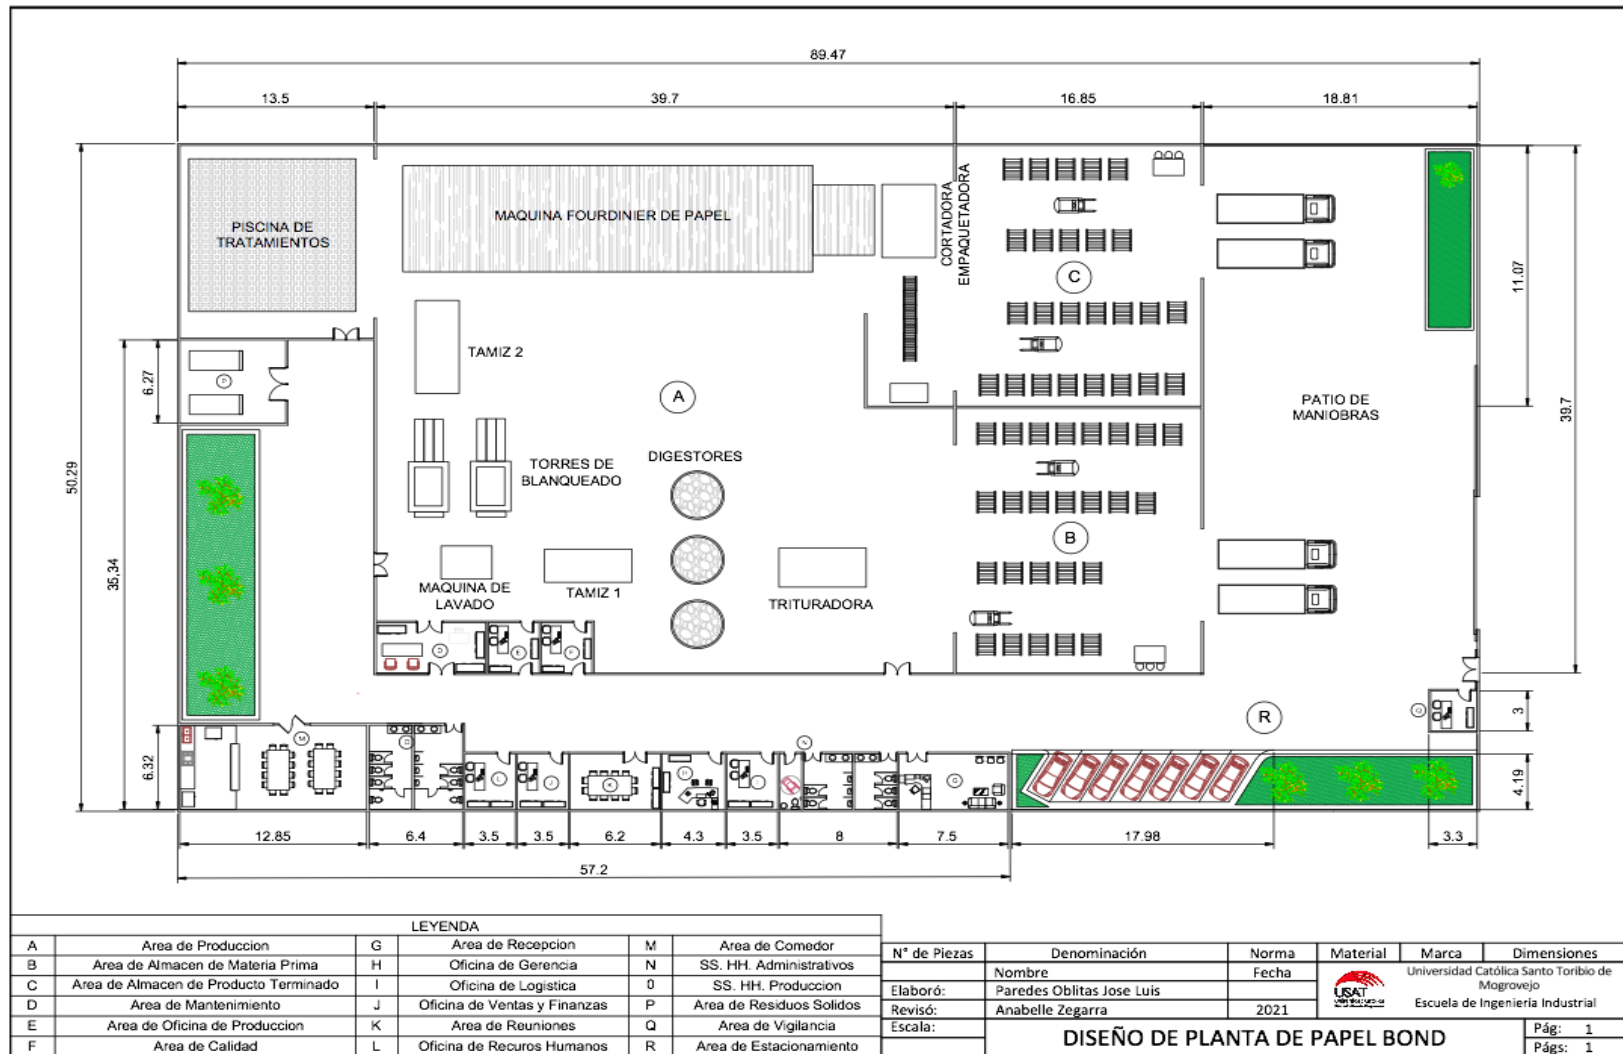 89.47
13.5
39.7
16.85
18.81
PISCINA DE
TRATAMIENTOS
MAQUINA FOURDINIER DE PAPEL
CORTADORA
EMPAQUETADORA
C
11.07
TAMIZ 2
6.27
P
A
PATIO DE
MANIOBRAS
39.7
50.29
DIGESTORES
TORRES DE
BLANQUEADO
B
35,34
MAQUINA DE
LAVADO
TAMIZ 1
TRITURADORA
D
E
F
R
Q
3
6.32
M
O
N
L
J
K
H
I
G
4.19
12.85
6.4
3.5
3.5
6.2
4.3
3.5
8
7.5
17.98
3.3
57.2
LEYENDA
A Area de Produccion G Area de Recepcion M Area de Comedor
B Area de Almacen de Materia Prima H Oficina de Gerencia N SS. HH. Administrativos
C Area de Almacen de Producto Terminado I Oficina de Logistica 0 SS. HH. Produccion
D Area de Mantenimiento J Oficina de Ventas y Finanzas P Area de Residuos Solidos
E Area de Oficina de Produccion K Area de Reuniones Q Area de Vigilancia
F Area de Calidad L Oficina de Recuros Humanos R Area de Estacionamiento
N° de Piezas Denominación Norma Material Marca Dimensiones
Nombre Fecha
Elaboró: Paredes Oblitas Jose Luis
Revisó: Anabelle Zegarra 2021
USAT
Universidad Católica Santo Toribio de
Mogrovejo
Escuela de Ingenieria Industrial
Escala:
DISEÑO DE PLANTA DE PAPEL BOND
Pág: 1
Págs: 1